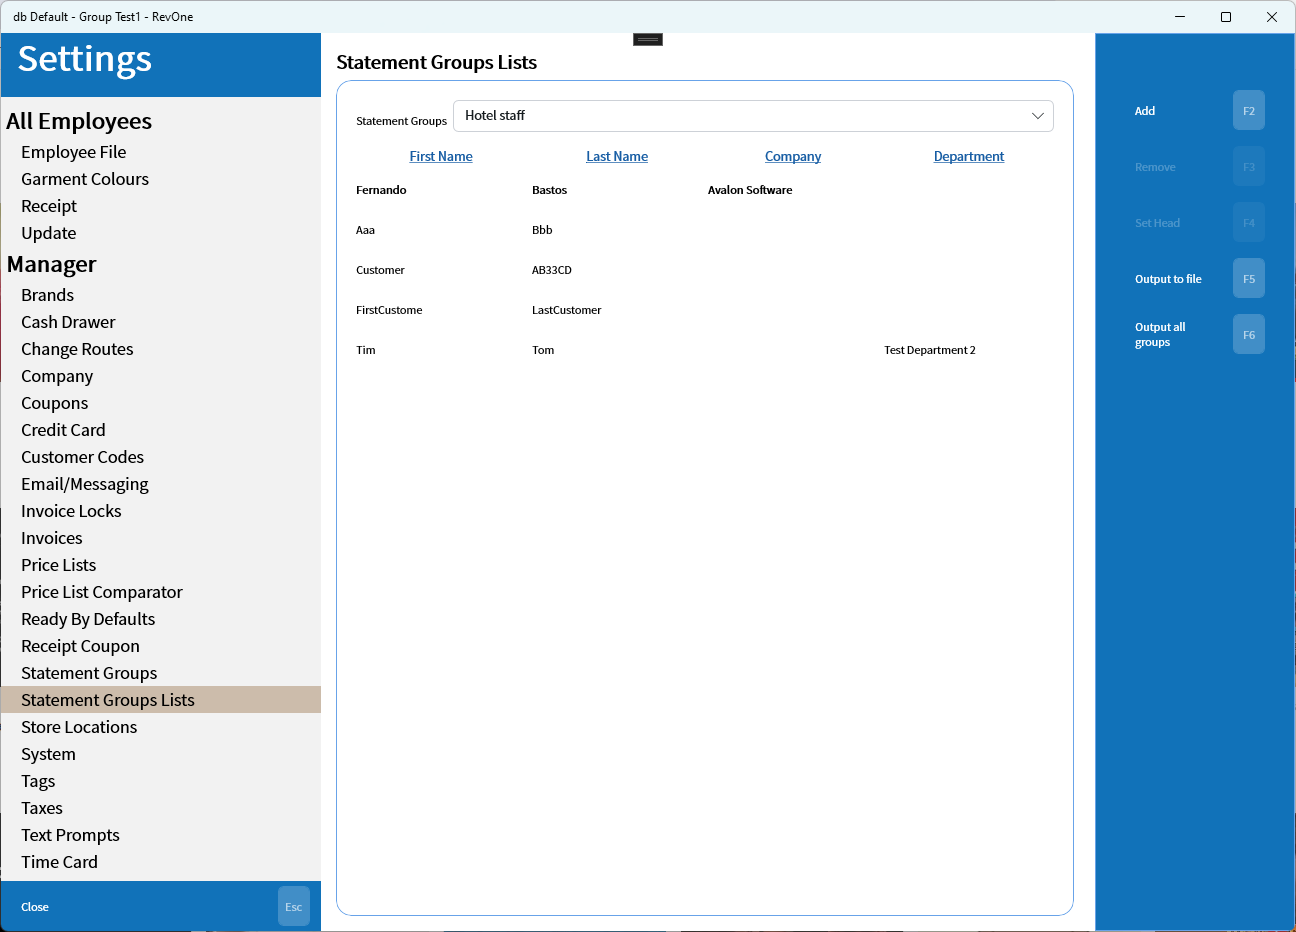 db Default - Group Test1 - RevOne
Settings
All Employees
Employee File
Garment Colours
Receipt
Update
Manager
Brands
Cash Drawer
Change Routes
Company
Coupons
Credit Card
Customer Codes
Email/Messaging
Invoice Locks
Invoices
Price Lists
Price List Comparator
Ready By Defaults
Receipt Coupon
Statement Groups
Statement Groups Lists
Store Locations
System
Tags
Taxes
Text Prompts
Time Card
Close Esc
Statement Groups Lists
Statement Groups Hotel staff
First Name Last Name Company Department
Fernando Bastos Avalon Software
Aaa Bbb
Customer AB33CD
FirstCustome LastCustomer
Tim Tom Test Department 2
Add F2
Remove F3
Set Head F4
Output to file F5
Output all
groups F6